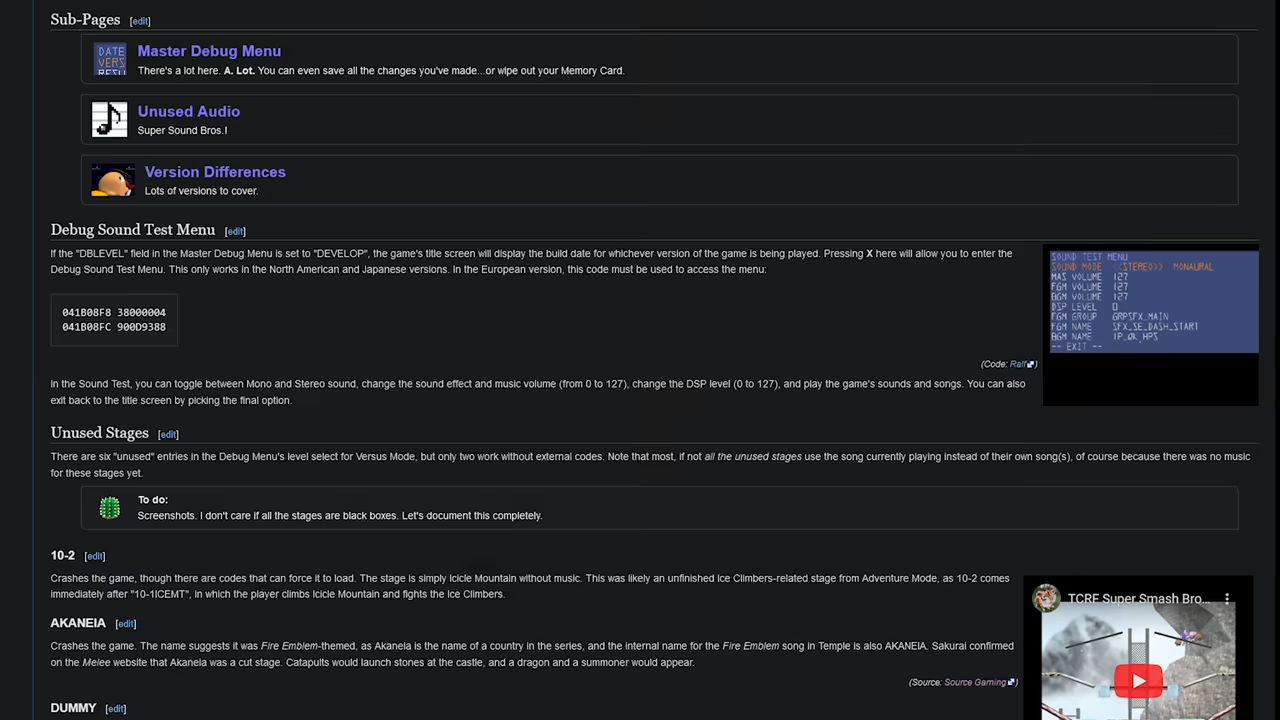 Sub-Pages [edit]
DATE
VERS
RESU
Master Debug Menu
There's a lot here. A. Lot. You can even save all the changes you've made...or wipe out your Memory Card.
Unused Audio
Super Sound Bros.!
Version Differences
Lots of versions to cover.
Debug Sound Test Menu [edit]
If the "DBLEVEL" field in the Master Debug Menu is set to "DEVELOP", the game's title screen will display the build date for whichever version of the game is being played. Pressing X here will allow you to enter the
Debug Sound Test Menu. This only works in the North American and Japanese versions. In the European version, this code must be used to access the menu:
041B08F8 38000004
041B08FC 900D9388
(Code: Ralf)
SOUND TEST MENU
SOUND MODE <<STEREO>> MONAURAL
MAS VOLUME 127
FGM VOLUME 127
BGM VOLUME 127
DSP LEVEL 0
FGM GROUP GRPSFX_MAIN
FGM NAME SFX_SE_DASH_START
BGM NAME 1P_OK.HPS
-- EXIT --
In the Sound Test, you can toggle between Mono and Stereo sound, change the sound effect and music volume (from 0 to 127), change the DSP level (0 to 127), and play the game's sounds and songs. You can also
exit back to the title screen by picking the final option.
Unused Stages [edit]
There are six "unused" entries in the Debug Menu's level select for Versus Mode, but only two work without external codes. Note that most, if not all the unused stages use the song currently playing instead of their own song(s), of course because there was no music
for these stages yet.
To do:
Screenshots. I don't care if all the stages are black boxes. Let's document this completely.
10-2 [edit]
Crashes the game, though there are codes that can force it to load. The stage is simply Icicle Mountain without music. This was likely an unfinished Ice Climbers-related stage from Adventure Mode, as 10-2 comes
immediately after "10-1ICEMT", in which the player climbs Icicle Mountain and fights the Ice Climbers.
TCRF Super Smash Bro...
AKANEIA [edit]
Crashes the game. The name suggests it was Fire Emblem-themed, as Akaneia is the name of a country in the series, and the internal name for the Fire Emblem song in Temple is also AKANEIA. Sakurai confirmed
on the Melee website that Akaneia was a cut stage. Catapults would launch stones at the castle, and a dragon and a summoner would appear.
(Source: Source Gaming)
DUMMY [edit]